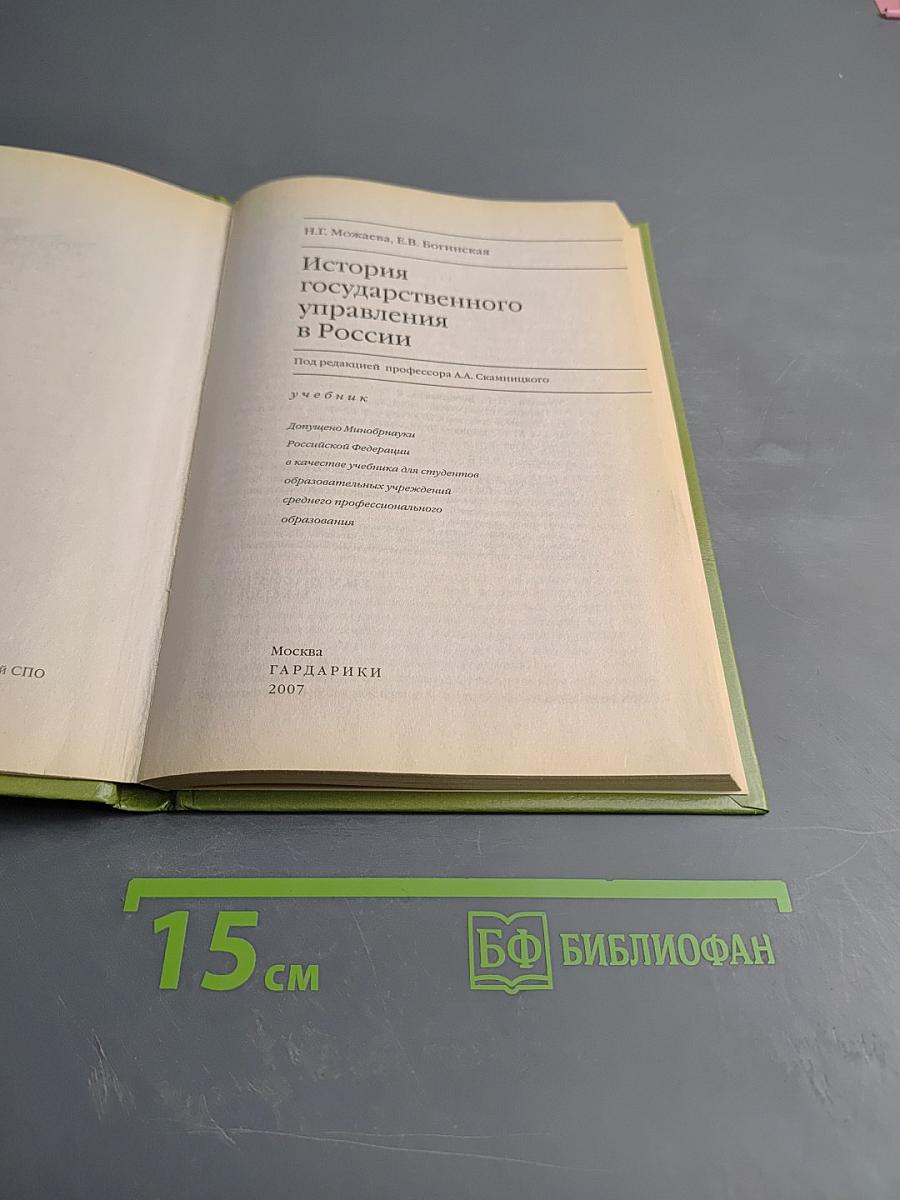 Н.Г. Можаева, Е.В. Богинская
История
государственного
управления
в России
Под редакцией профессора А.А. Скамницкого
учебник
Допущено Минобрнауки
Российской Федерации
в качестве учебника для студентов
образовательных учреждений
среднего профессионального
образования
Москва
ГАРДАРИКИ
2007
й СПО
15 см
БФ БИБЛИОФАН